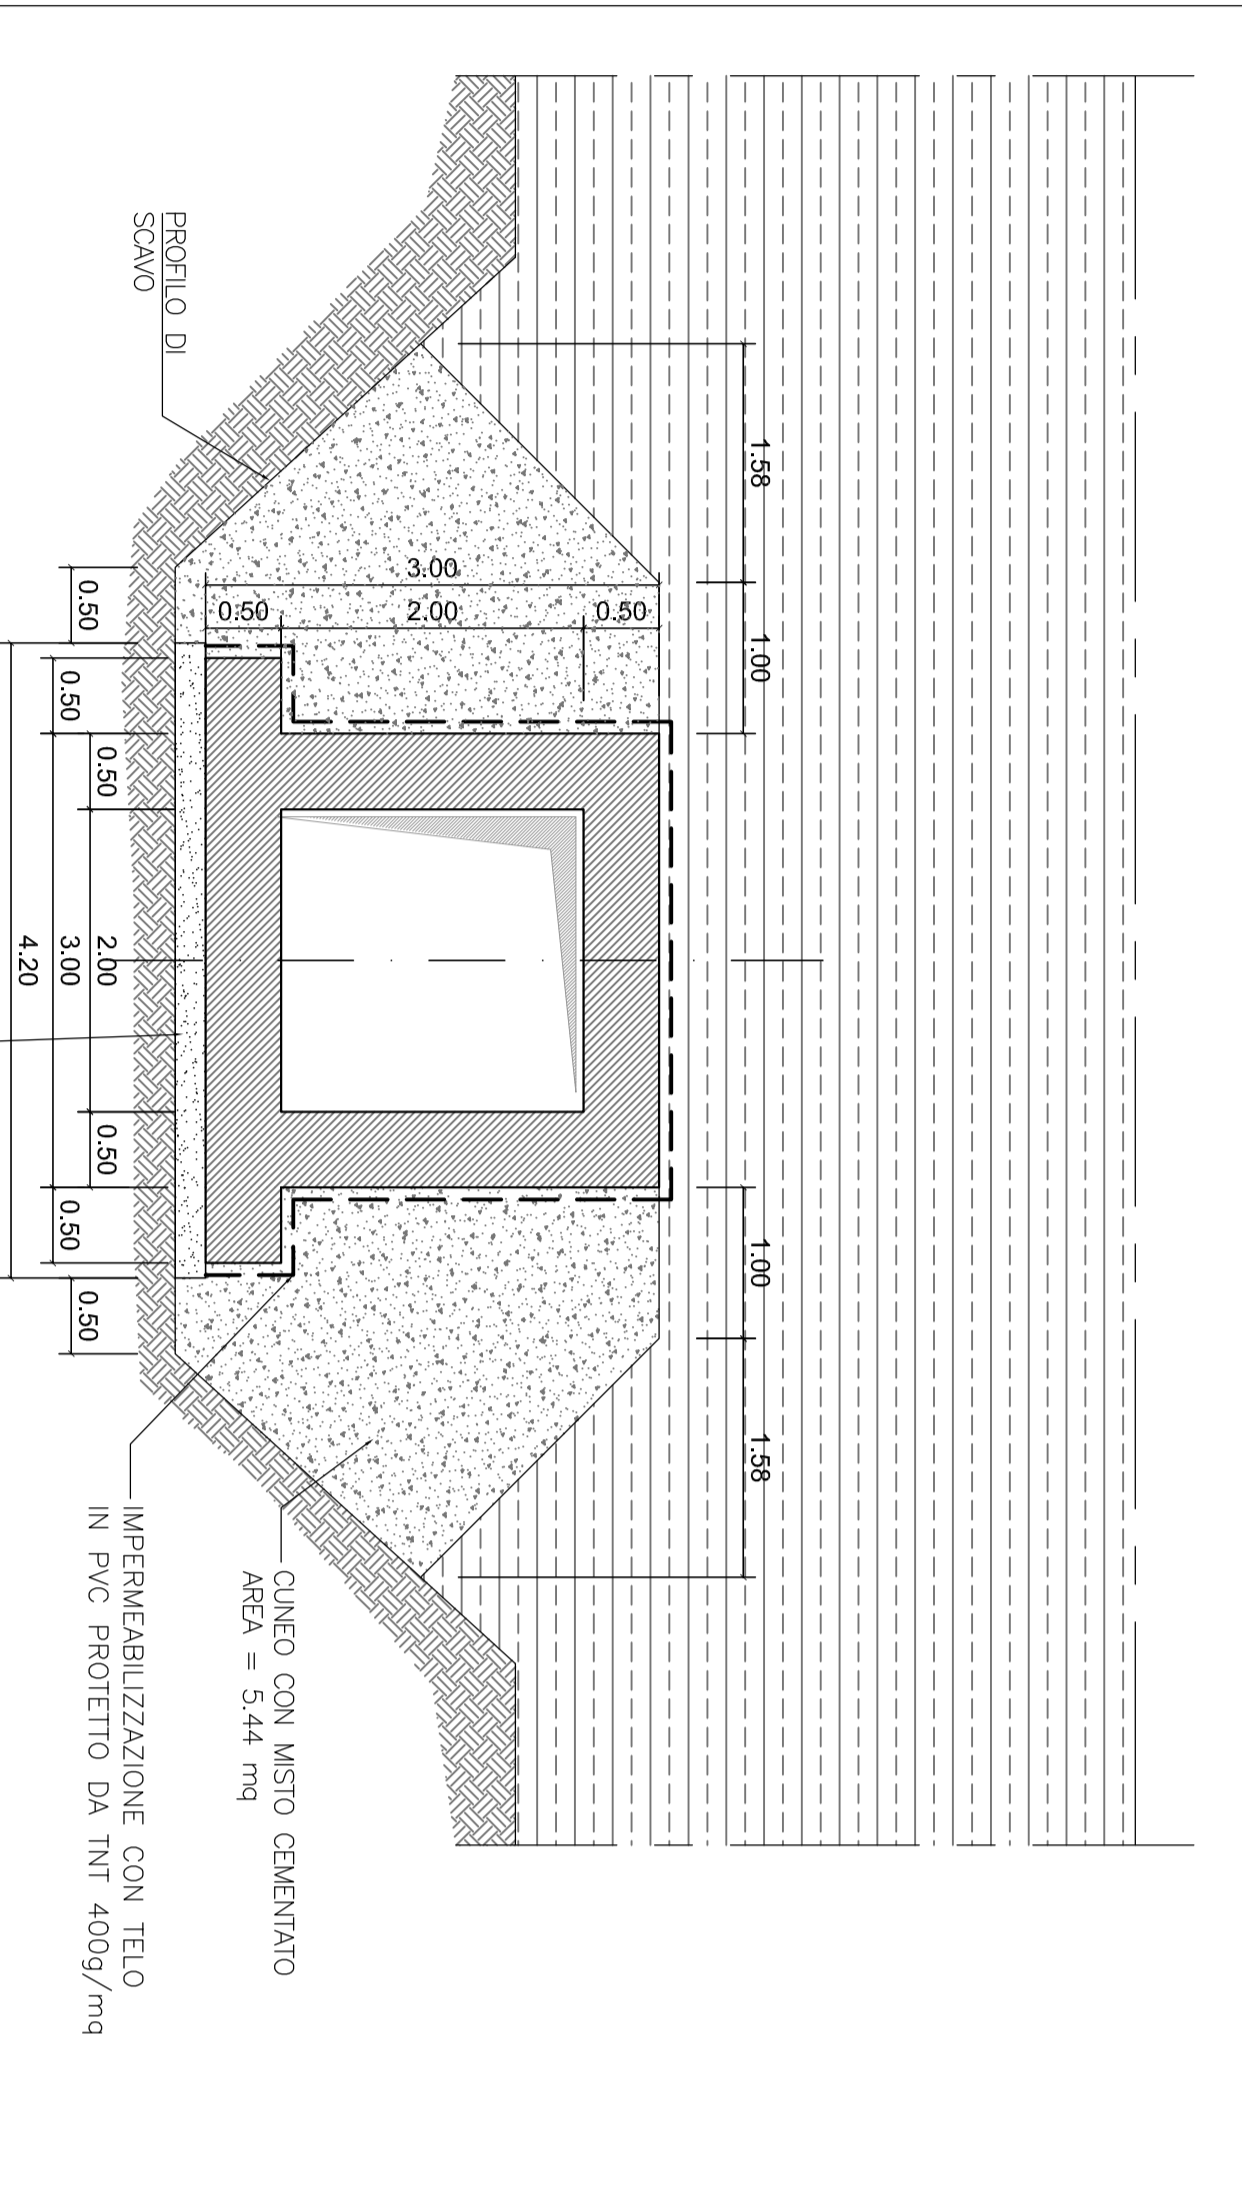 1.58
1.00
1.00
1.58
3.00
0.50
2.00
0.50
0.50
0.50
0.50
2.00
0.50
0.50
0.50
3.00
4.20
PROFILO DI
SCAVO
CUNEO CON MISTO CEMENTATO
AREA = 5.44 mq
IMPERMEABILIZZAZIONE CON TELO
IN PVC PROTETTO DA TNT 400g/mq